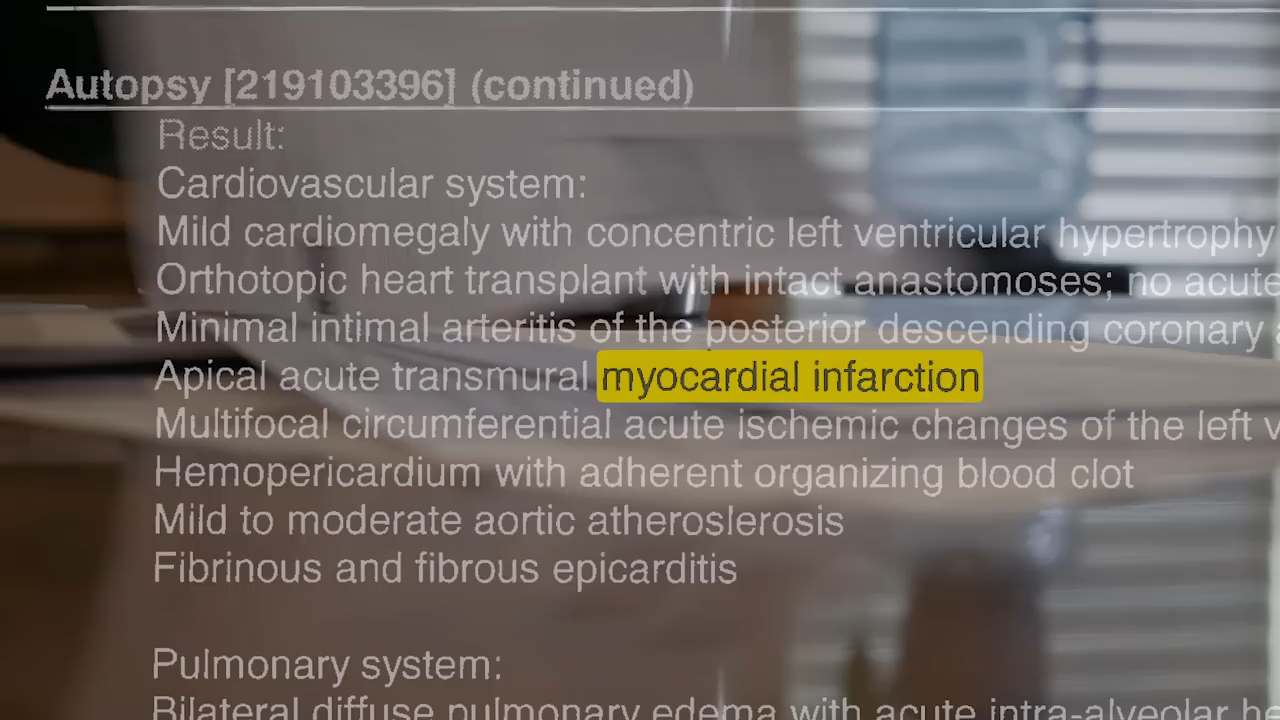 Autopsy [219103396] (continued)
Result:
Cardiovascular system:
Mild cardiomegaly with concentric left ventricular hypertrophy
Orthotopic heart transplant with intact anastomoses; no acute
Minimal intimal arteritis of the posterior descending coronary
Apical acute transmural myocardial infarction
Multifocal circumferential acute ischemic changes of the left
Hemopericardium with adherent organizing blood clot
Mild to moderate aortic atheroslerosis
Fibrinous and fibrous epicarditis
Pulmonary system:
Bilateral diffuse pulmonary edema with acute intra-alveolar